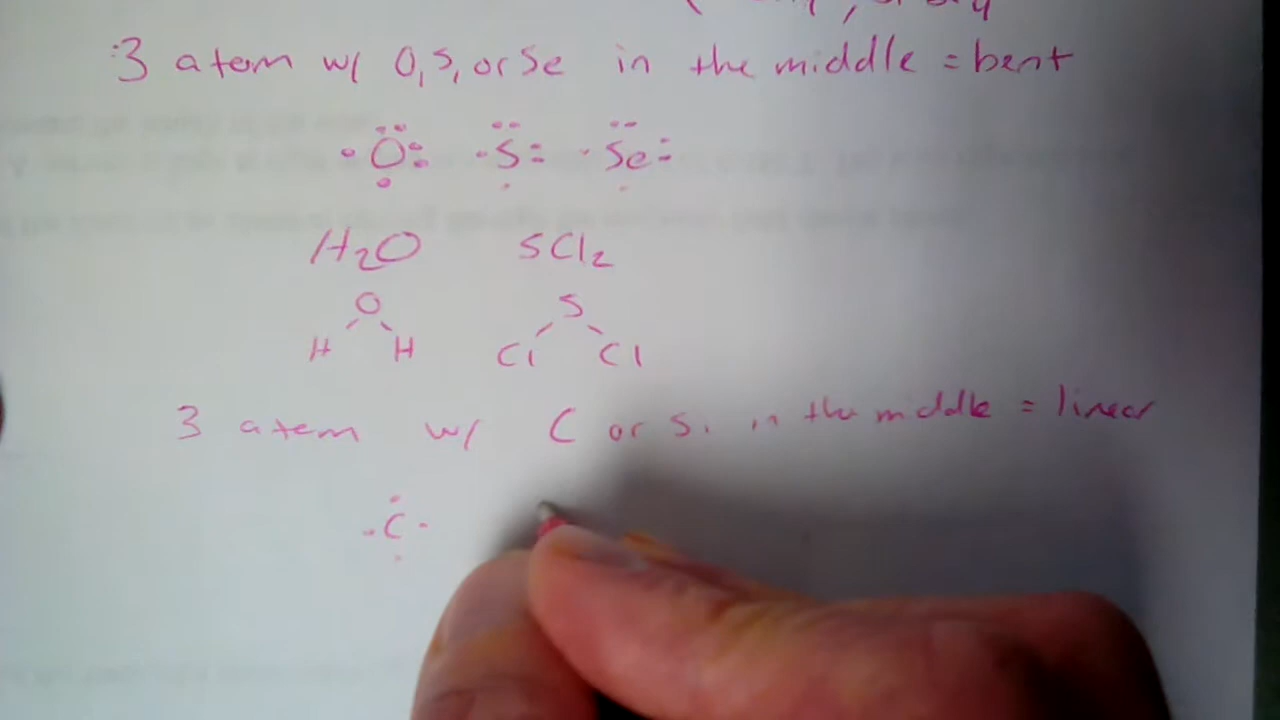 3 atom w/ O, S, or Se in the middle = bent
O S Se
H2O SCl2
O S
H H Cl Cl
3 atom w/ C or Si in the middle = linear
C